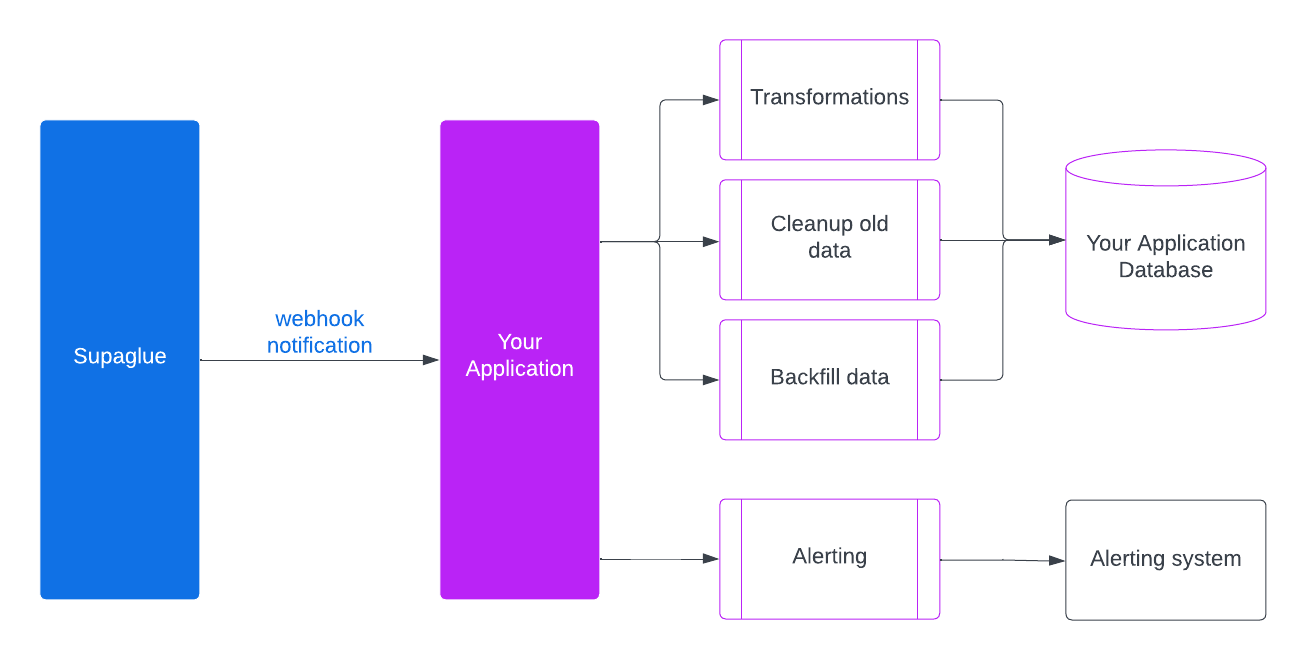 Supaglue
webhook
notification
Your
Application
Transformations
Cleanup old
data
Backfill data
Alerting
Your Application
Database
Alerting system